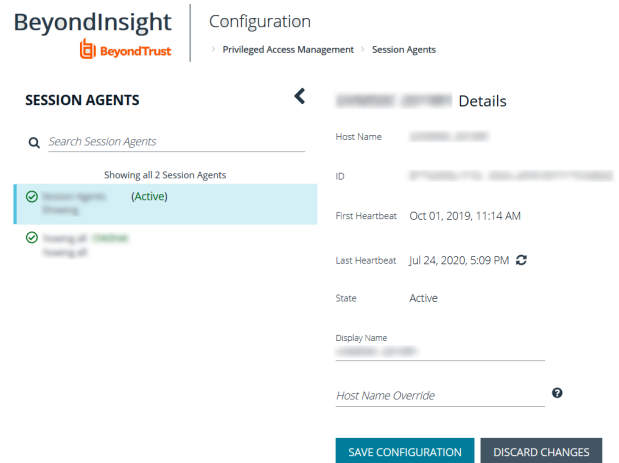 BeyondInsight
BeyondTrust
Configuration
Privileged Access Management > Session Agents
SESSION AGENTS
Search Session Agents
Showing all 2 Session Agents
(Active)
Details
Host Name
ID
First Heartbeat Oct 01, 2019, 11:14 AM
Last Heartbeat Jul 24, 2020, 5:09 PM
State Active
Display Name
Host Name Override
SAVE CONFIGURATION DISCARD CHANGES